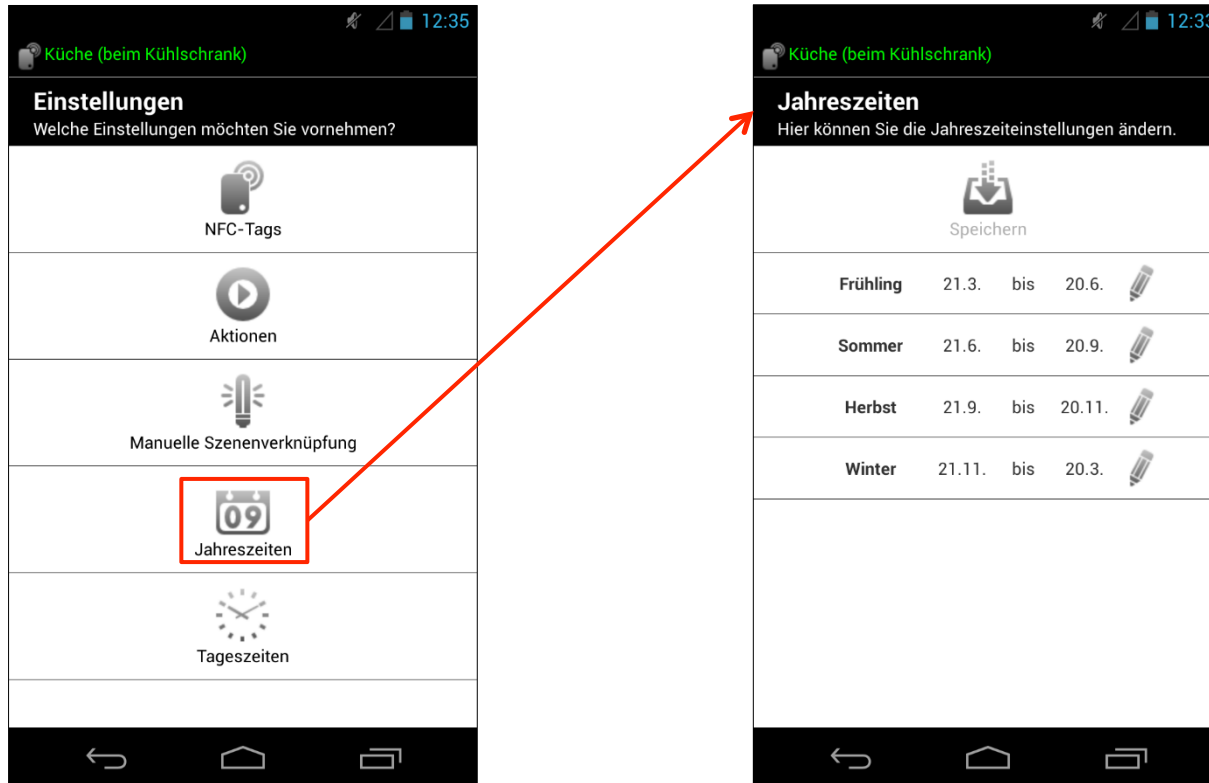 12:35
Küche (beim Kühlschrank)
Einstellungen
Welche Einstellungen möchten Sie vornehmen?
NFC-Tags
Aktionen
Manuelle Szenenverknüpfung
09
Jahreszeiten
Tageszeiten
12:33
Küche (beim Kühlschrank)
Jahreszeiten
Hier können Sie die Jahreszeiteinstellungen ändern.
Speichern
Frühling 21.3. bis 20.6.
Sommer 21.6. bis 20.9.
Herbst 21.9. bis 20.11.
Winter 21.11. bis 20.3.